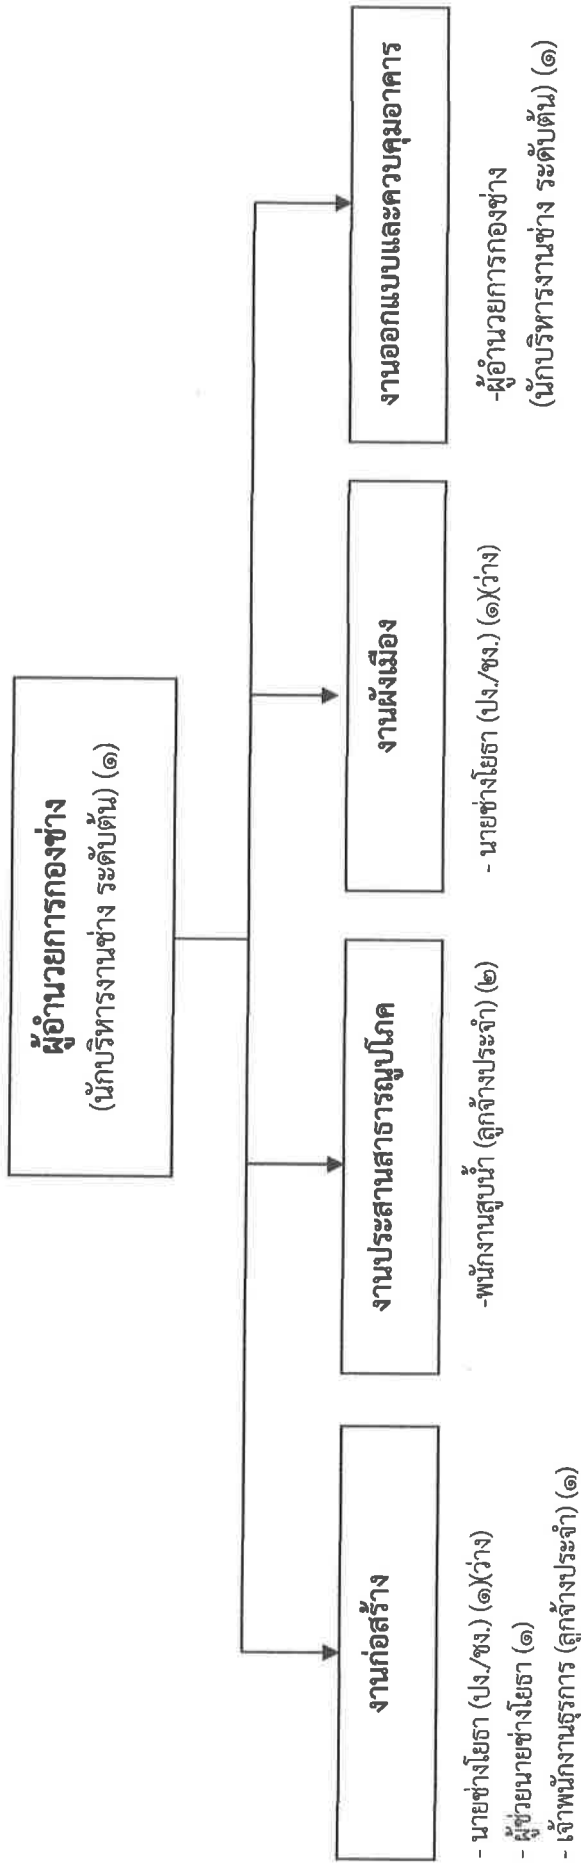 ผู้อำนวยการกองช่าง
(นักบริหารงานช่าง ระดับต้น) (๑)
งานก่อสร้าง
- นายช่างโยธา (ปง./ชง.) (๑)(ว่าง)
- ผู้ช่วยนายช่างโยธา (๑)
- เจ้าพนักงานธุรการ (ลูกจ้างประจำ) (๑)
งานประสานสาธารณูปโภค
-พนักงานสูบน้ำ (ลูกจ้างประจำ) (๒)
งานผังเมือง
- นายช่างโยธา (ปง./ชง.) (๑)(ว่าง)
งานออกแบบและควบคุมอาคาร
-ผู้อำนวยการกองช่าง
(นักบริหารงานช่าง ระดับต้น) (๑)